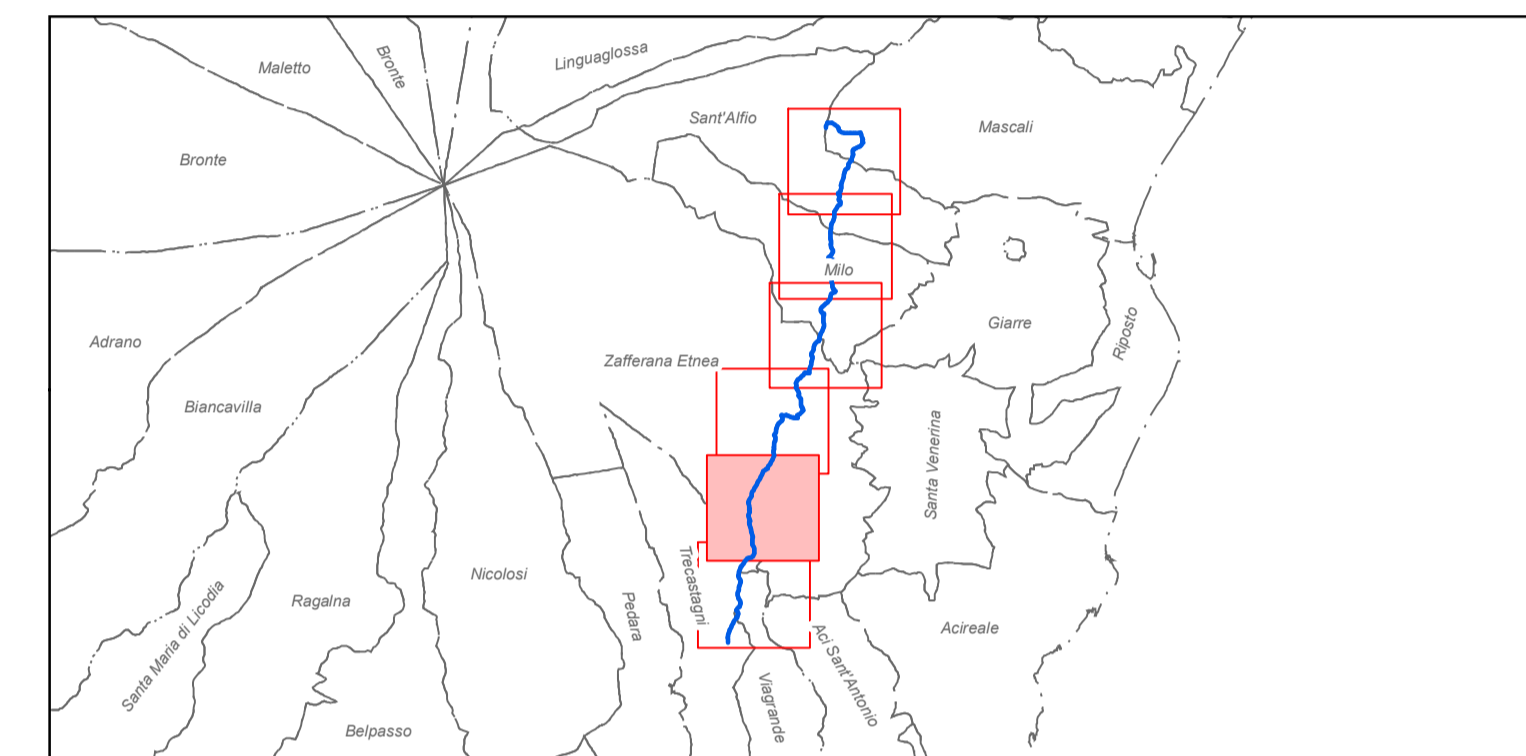 Linguaglossa
Bronte
Maletto
Sant'Alfio
Mascali
Bronte
Milo
Giarre
Riposto
Adrano
Zafferana Etnea
Biancavilla
Santa Venerina
Nicolosi
Trecastagni
Ragalna
Pedara
Santa Maria di Licodia
Acireale
Aci Sant'Antonio
Viagrande
Belpasso